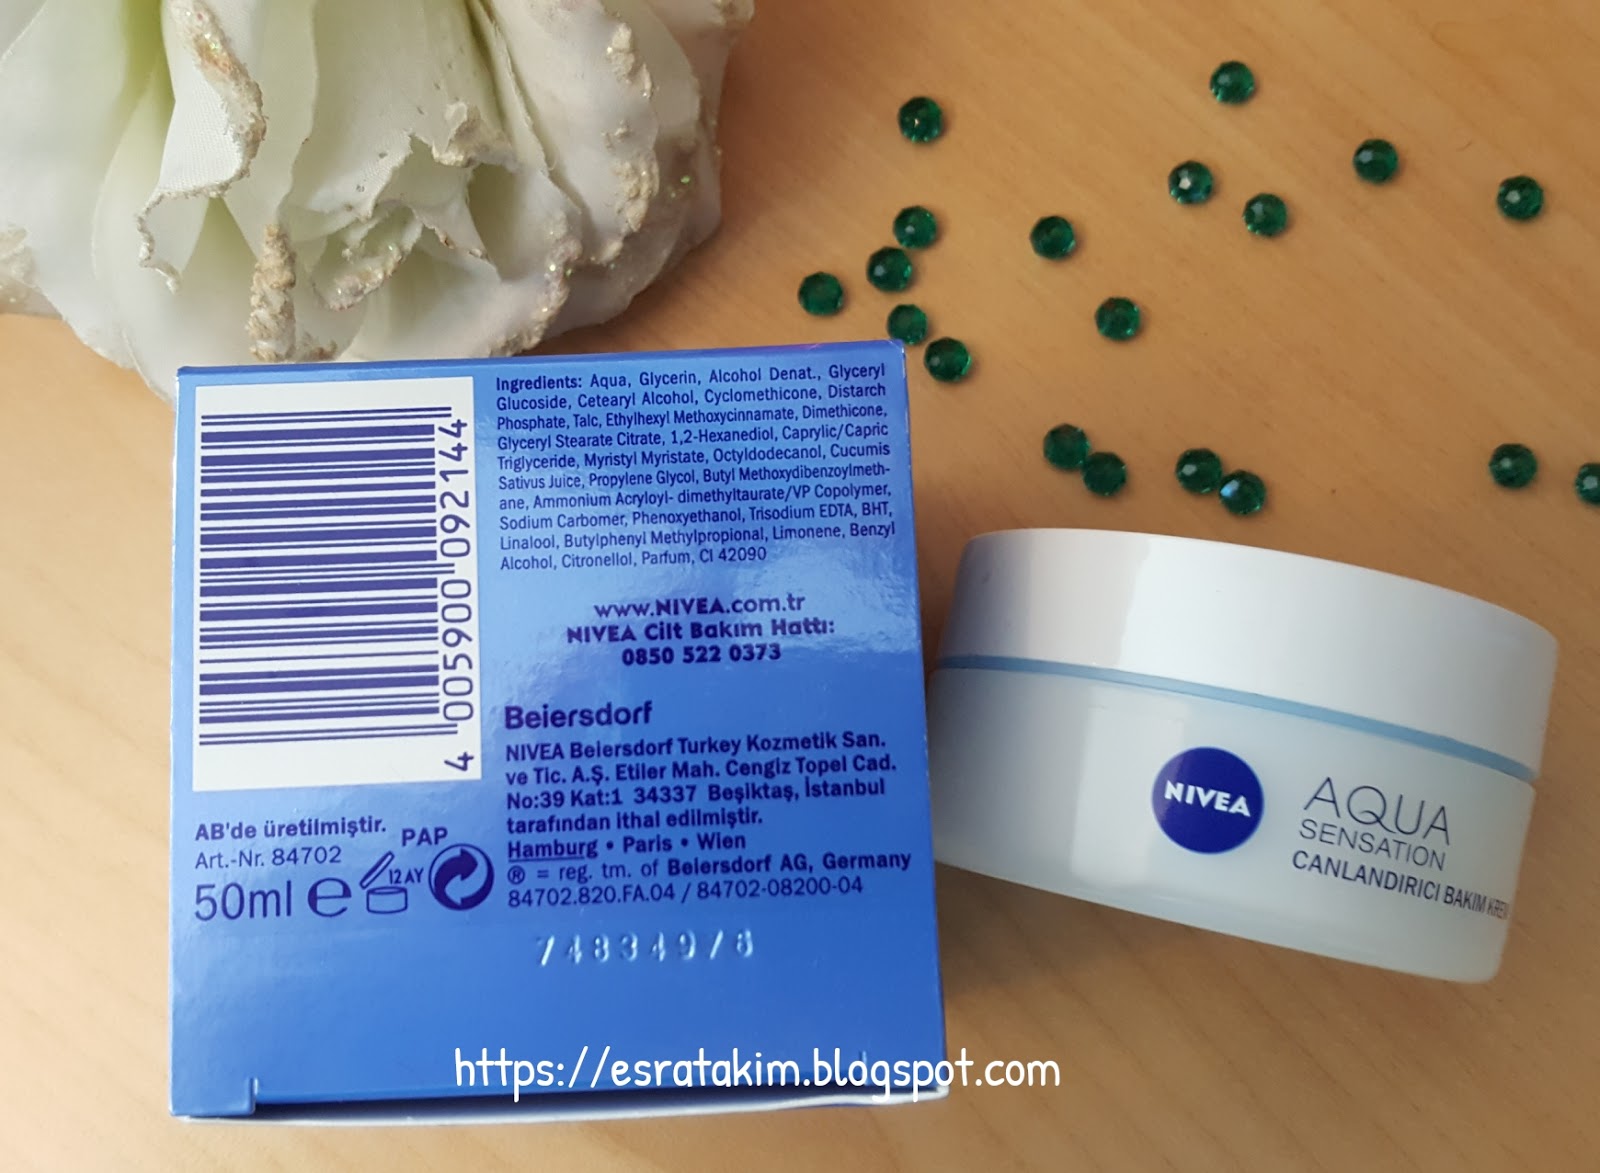 4 005900 092144
Ingredients: Aqua, Glycerin, Alcohol Denat., Glyceryl
Glucoside, Cetearyl Alcohol, Cyclomethicone, Distarch
Phosphate, Talc, Ethylhexyl Methoxycinnamate, Dimethicone,
Glyceryl Stearate Citrate, 1,2-Hexanediol, Caprylic/Capric
Triglyceride, Myristyl Myristate, Octyldodecanol, Cucumis
Sativus Juice, Propylene Glycol, Butyl Methoxydibenzoylmeth-
ane, Ammonium Acryloyl- dimethyltaurate/VP Copolymer,
Sodium Carbomer, Phenoxyethanol, Trisodium EDTA, BHT,
Linalool, Butylphenyl Methylpropional, Limonene, Benzyl
Alcohol, Citronellol, Parfum, CI 42090
www.NIVEA.com.tr
NIVEA Cilt Bakım Hattı:
0850 522 0373
Beiersdorf
NIVEA Beiersdorf Turkey Kozmetik San.
ve Tic. A.Ş. Etiler Mah. Cengiz Topel Cad.
No:39 Kat:1 34337 Beşiktaş, İstanbul
tarafından ithal edilmiştir.
Hamburg • Paris • Wien
® = reg. tm. of Beiersdorf AG, Germany
84702.820.FA.04 / 84702-08200-04
AB'de üretilmiştir.
PAP
Art.-Nr. 84702
12 AY
50ml e
74834978
NIVEA
AQUA
SENSATION
CANLANDIRICI BAKIM KREM
https://esratakim.blogspot.com